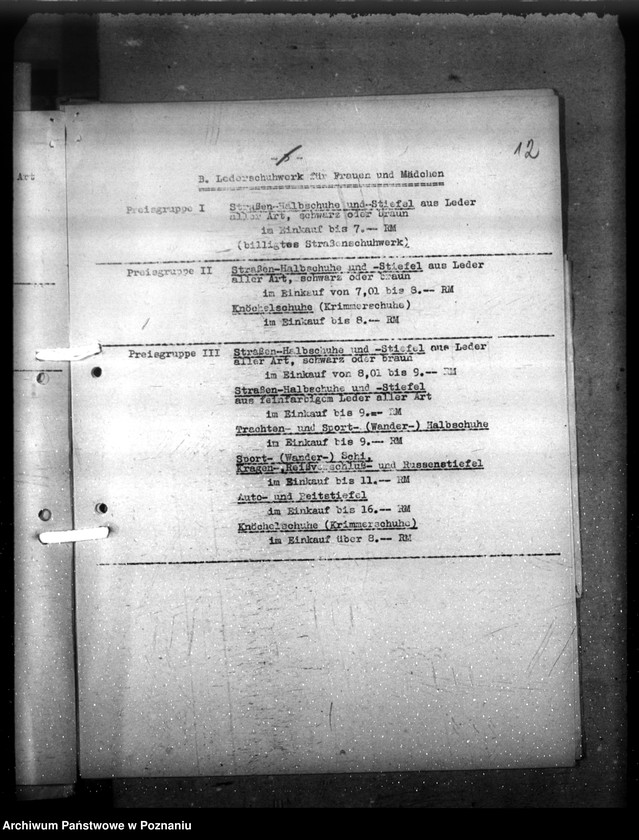 12
Art
B. Lederschuhwerk für Frauen und Mädchen
Preisgruppe I Straßen-Halbschuhe und-Stiefel aus Leder
aller Art, schwarz oder braun
im Einkauf bis 7.-- RM
(billigtes Straßenschuhwerk)
Preisgruppe II Straßen-Halbschuhe und -Stiefel aus Leder
aller Art, schwarz oder braun
im Einkauf von 7,01 bis 8.-- RM
Knöchelschuhe (Krimmerschuhe)
im Einkauf bis 8.-- RM
Preisgruppe III Straßen-Halbschuhe und -Stiefel aus Leder
aller Art, schwarz oder braun
im Einkauf von 8,01 bis 9.-- RM
Straßen-Halbschuhe und -Stiefel
aus feinfarbigem Leder aller Art
im Einkauf bis 9.-- RM
Trachten- und Sport- (Wander-) Halbschuhe
im Einkauf bis 9.-- RM
Sport- (Wander-) Schi,
Kragen-, Reißverschluß- und Russenstiefel
im Einkauf bis 11.-- RM
Auto- und Reitstiefel
im Einkauf bis 16.-- RM
Knöchelschuhe (Krimmerschuhe)
im Einkauf über 8.-- RM
Archiwum Państwowe w Poznaniu